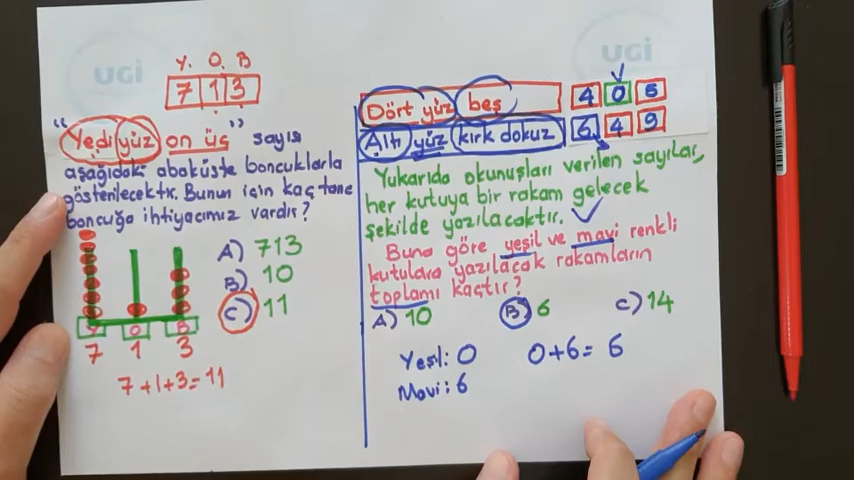 UGi
Y. O. B
7 1 3
"Yedi yüz on üç" sayısı
aşağıdaki abaküste boncuklarla
gösterilecektir. Bunun için kaç tane
boncuğa ihtiyacımız vardır?
A) 713
B) 10
C) 11
Y O B
7 1 3
7+1+3=11
UGi
Dört yüz beş 4 0 5
Altı yüz kırk dokuz 6 4 9
Yukarıda okunuşları verilen sayılar,
her kutuya bir rakam gelecek
şekilde yazılacaktır.
Buna göre yeşil ve mavi renkli
kutulara yazılacak rakamların
toplamı kaçtır?
A) 10 B) 6 C) 14
Yeşil: 0 0+6= 6
Mavi: 6